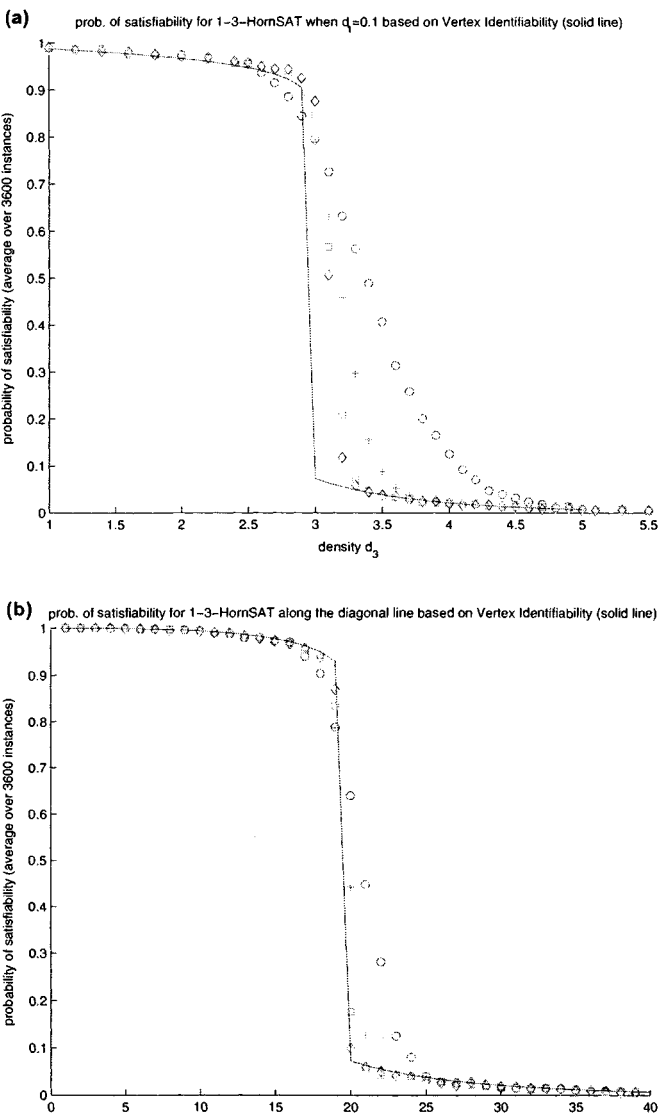 (a)
prob. of satisfiability for 1-3-HornSAT when d₁=0.1 based on Vertex Identifiability (solid line)
probability of satisfiability (average over 3600 instances)
1
0.9
0.8
0.7
0.6
0.5
0.4
0.3
0.2
0.1
0
1 1.5 2 2.5 3 3.5 4 4.5 5 5.5
density d₃
(b)
prob. of satisfiability for 1-3-HornSAT along the diagonal line based on Vertex Identifiability (solid line)
probability of satisfiability (average over 3600 instances)
1
0.9
0.8
0.7
0.6
0.5
0.4
0.3
0.2
0.1
0
0 5 10 15 20 25 30 35 40